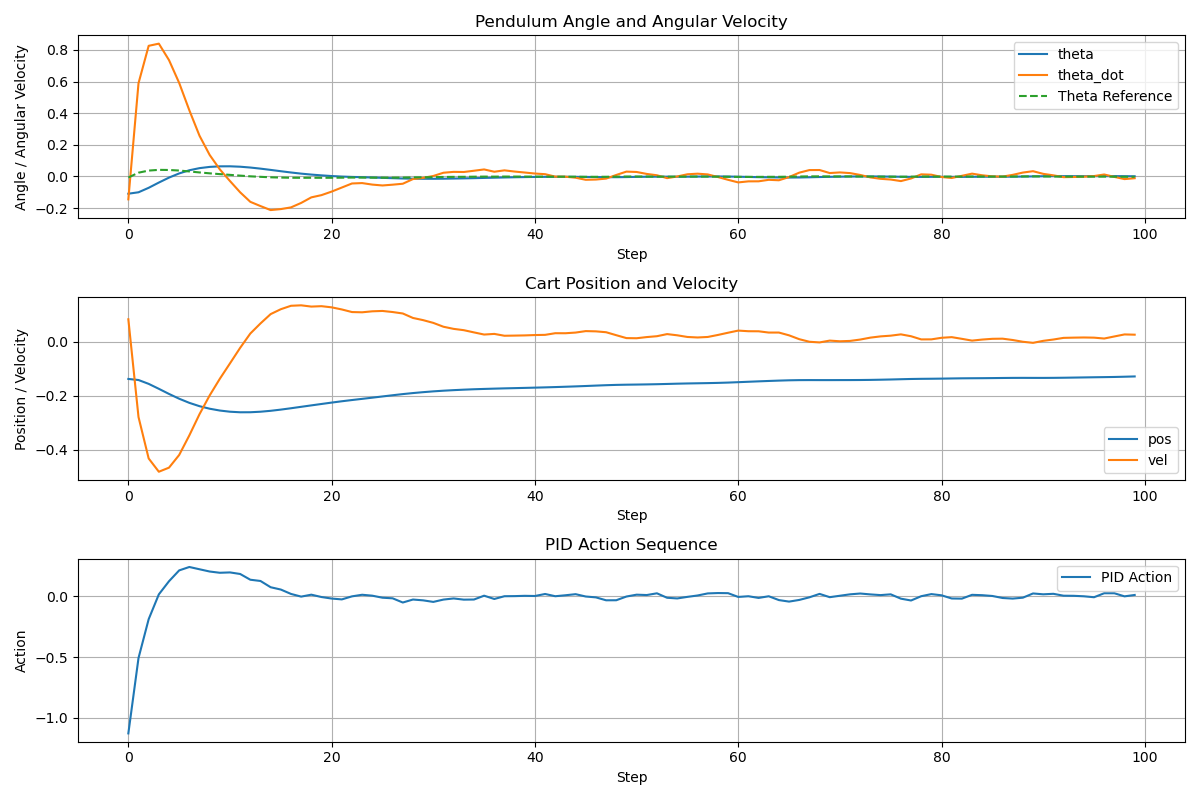 Pendulum Angle and Angular Velocity
Angle / Angular Velocity
0.8
0.6
0.4
0.2
0.0
−0.2
theta
theta_dot
Theta Reference
0 20 40 60 80 100
Step
Cart Position and Velocity
Position / Velocity
0.0
−0.2
−0.4
pos
vel
0 20 40 60 80 100
Step
PID Action Sequence
Action
0.0
−0.5
−1.0
PID Action
0 20 40 60 80 100
Step